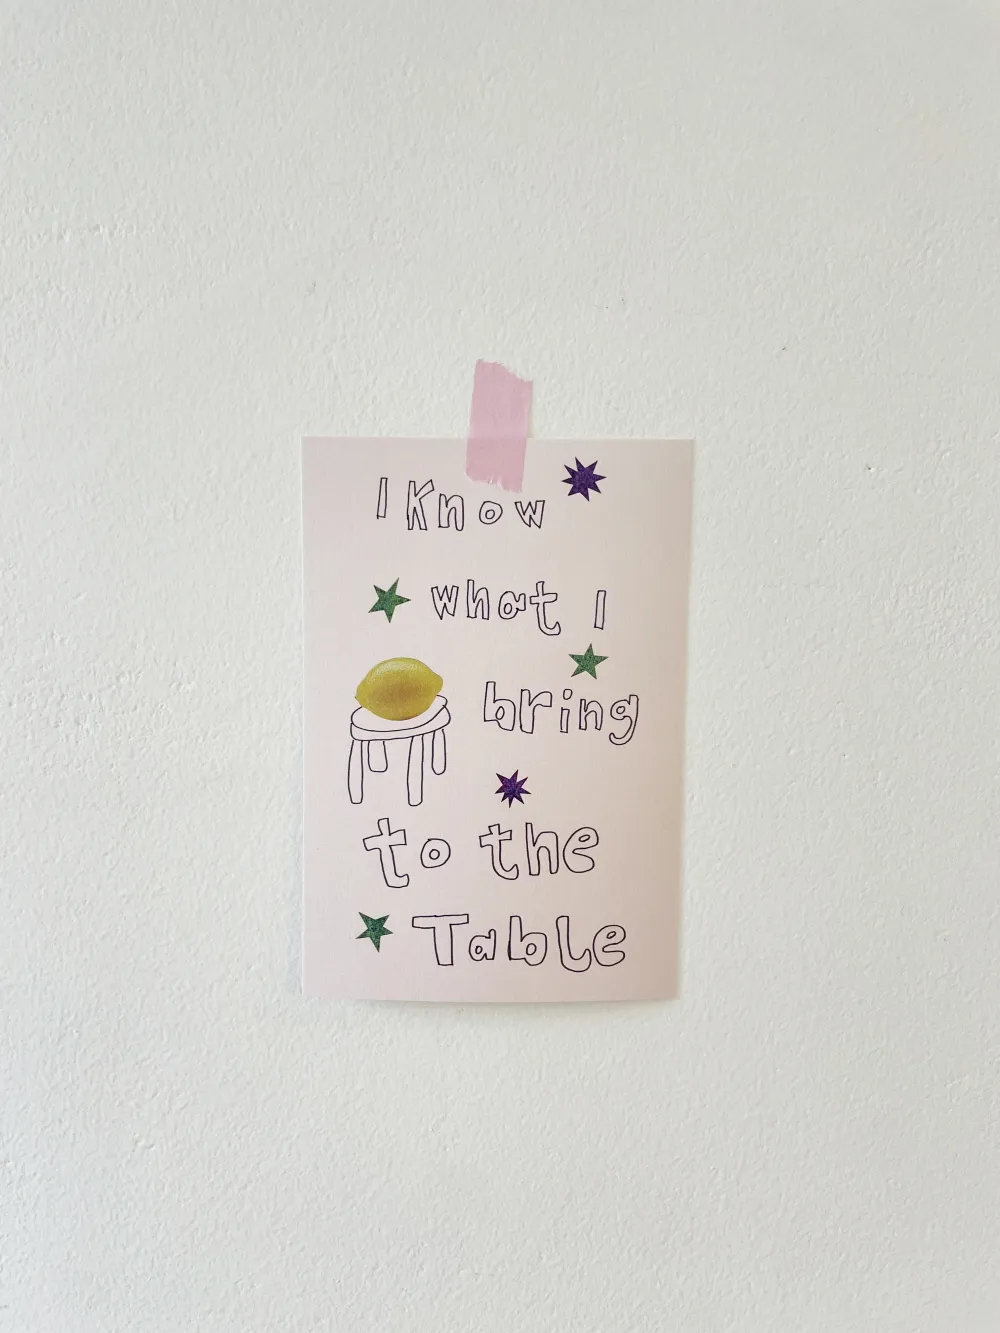 I Know
what I
bring
to the
Table